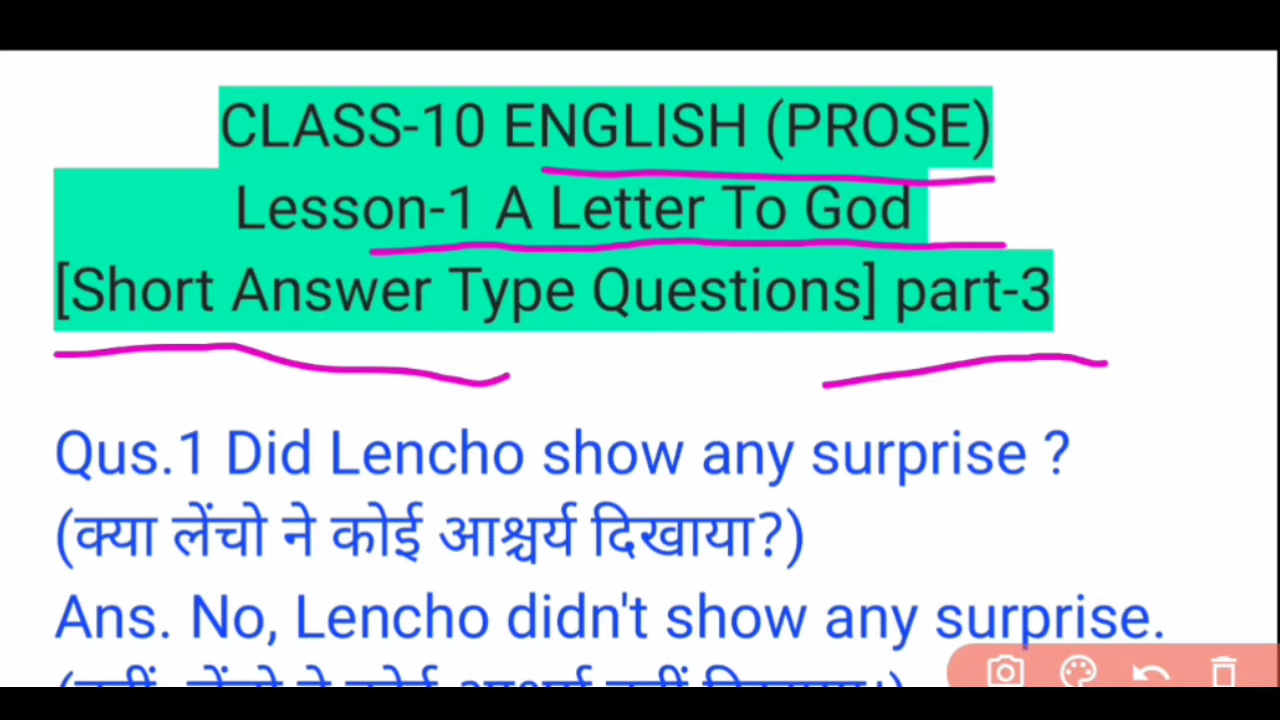 CLASS-10 ENGLISH (PROSE)
Lesson-1 A Letter To God
[Short Answer Type Questions] part-3
Qus.1 Did Lencho show any surprise ?
(क्या लेंचो ने कोई आश्चर्य दिखाया?)
Ans. No, Lencho didn't show any surprise.